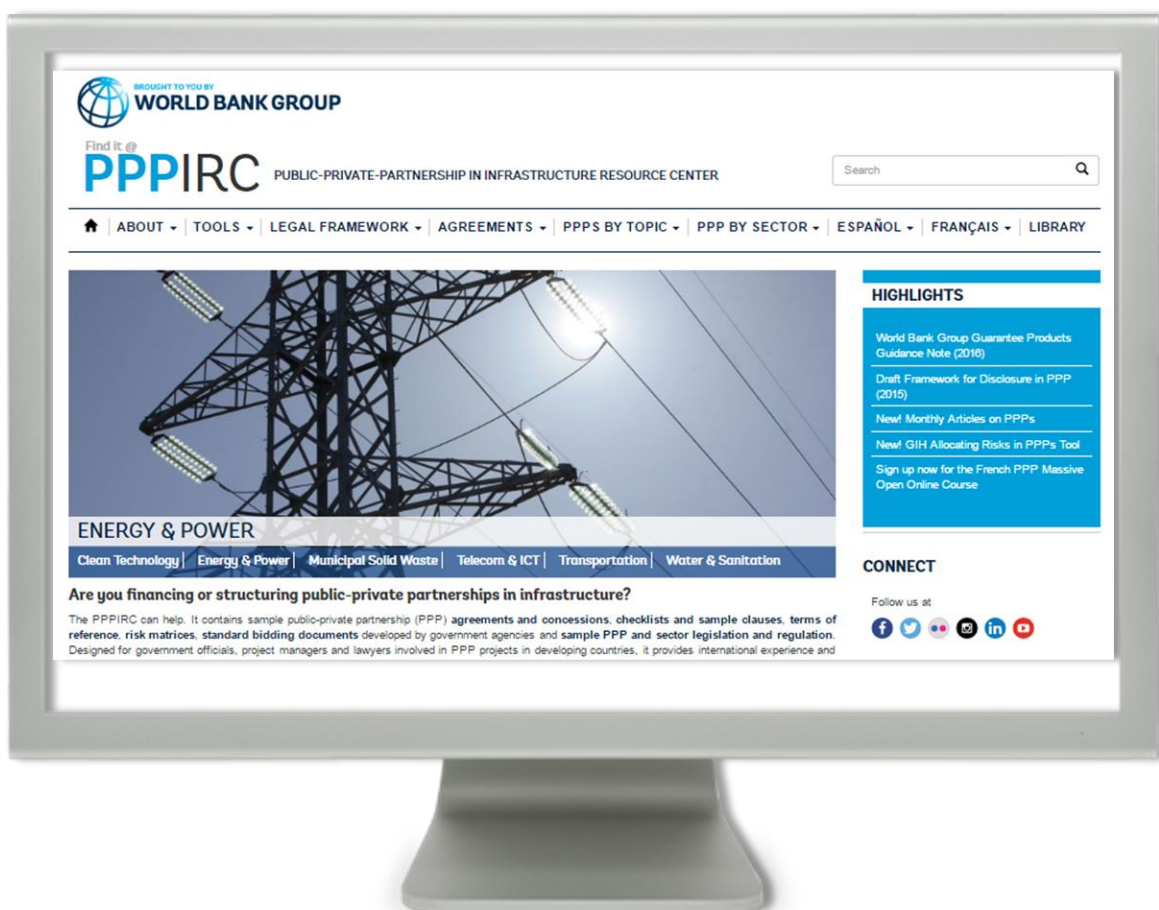 BROUGHT TO YOU BY
WORLD BANK GROUP
Find it @
PPPIRC PUBLIC-PRIVATE-PARTNERSHIP IN INFRASTRUCTURE RESOURCE CENTER
Search
ABOUT TOOLS LEGAL FRAMEWORK AGREEMENTS PPPS BY TOPIC PPP BY SECTOR ESPAÑOL FRANÇAIS LIBRARY
ENERGY & POWER
Clean Technology | Energy & Power | Municipal Solid Waste | Telecom & ICT | Transportation | Water & Sanitation
Are you financing or structuring public-private partnerships in infrastructure?
The PPPIRC can help. It contains sample public-private partnership (PPP) agreements and concessions, checklists and sample clauses, terms of
reference, risk matrices, standard bidding documents developed by government agencies and sample PPP and sector legislation and regulation.
Designed for government officials, project managers and lawyers involved in PPP projects in developing countries, it provides international experience and
HIGHLIGHTS
World Bank Group Guarantee Products
Guidance Note (2016)
Draft Framework for Disclosure in PPP
(2015)
New! Monthly Articles on PPPs
New! GIH Allocating Risks in PPPs Tool
Sign up now for the French PPP Massive
Open Online Course
CONNECT
Follow us at